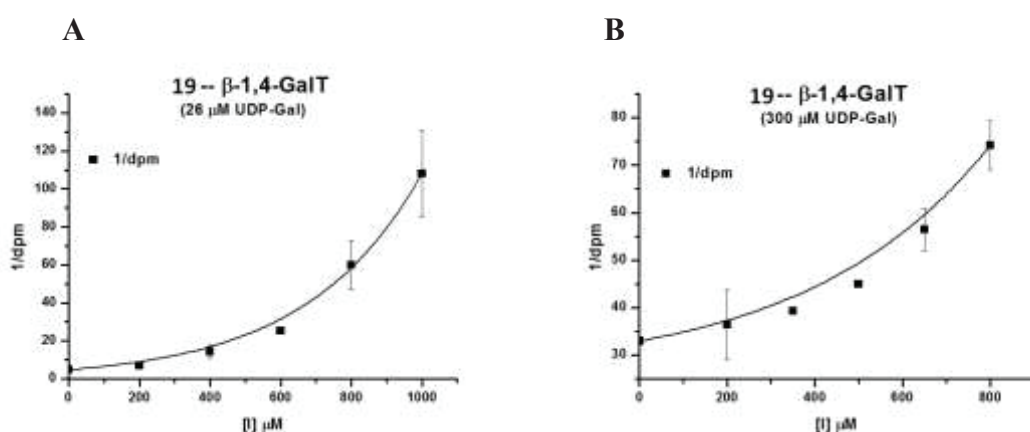 A
19-- β-1,4-GalT
(26 μM UDP-Gal)
140
120
100
80
60
40
20
0
1/dpm
1/dpm
0 200 400 600 800 1000
[I] μM
B
19-- β-1,4-GalT
(300 μM UDP-Gal)
80
70
60
50
40
30
1/dpm
1/dpm
0 200 400 600 800
[I] μM